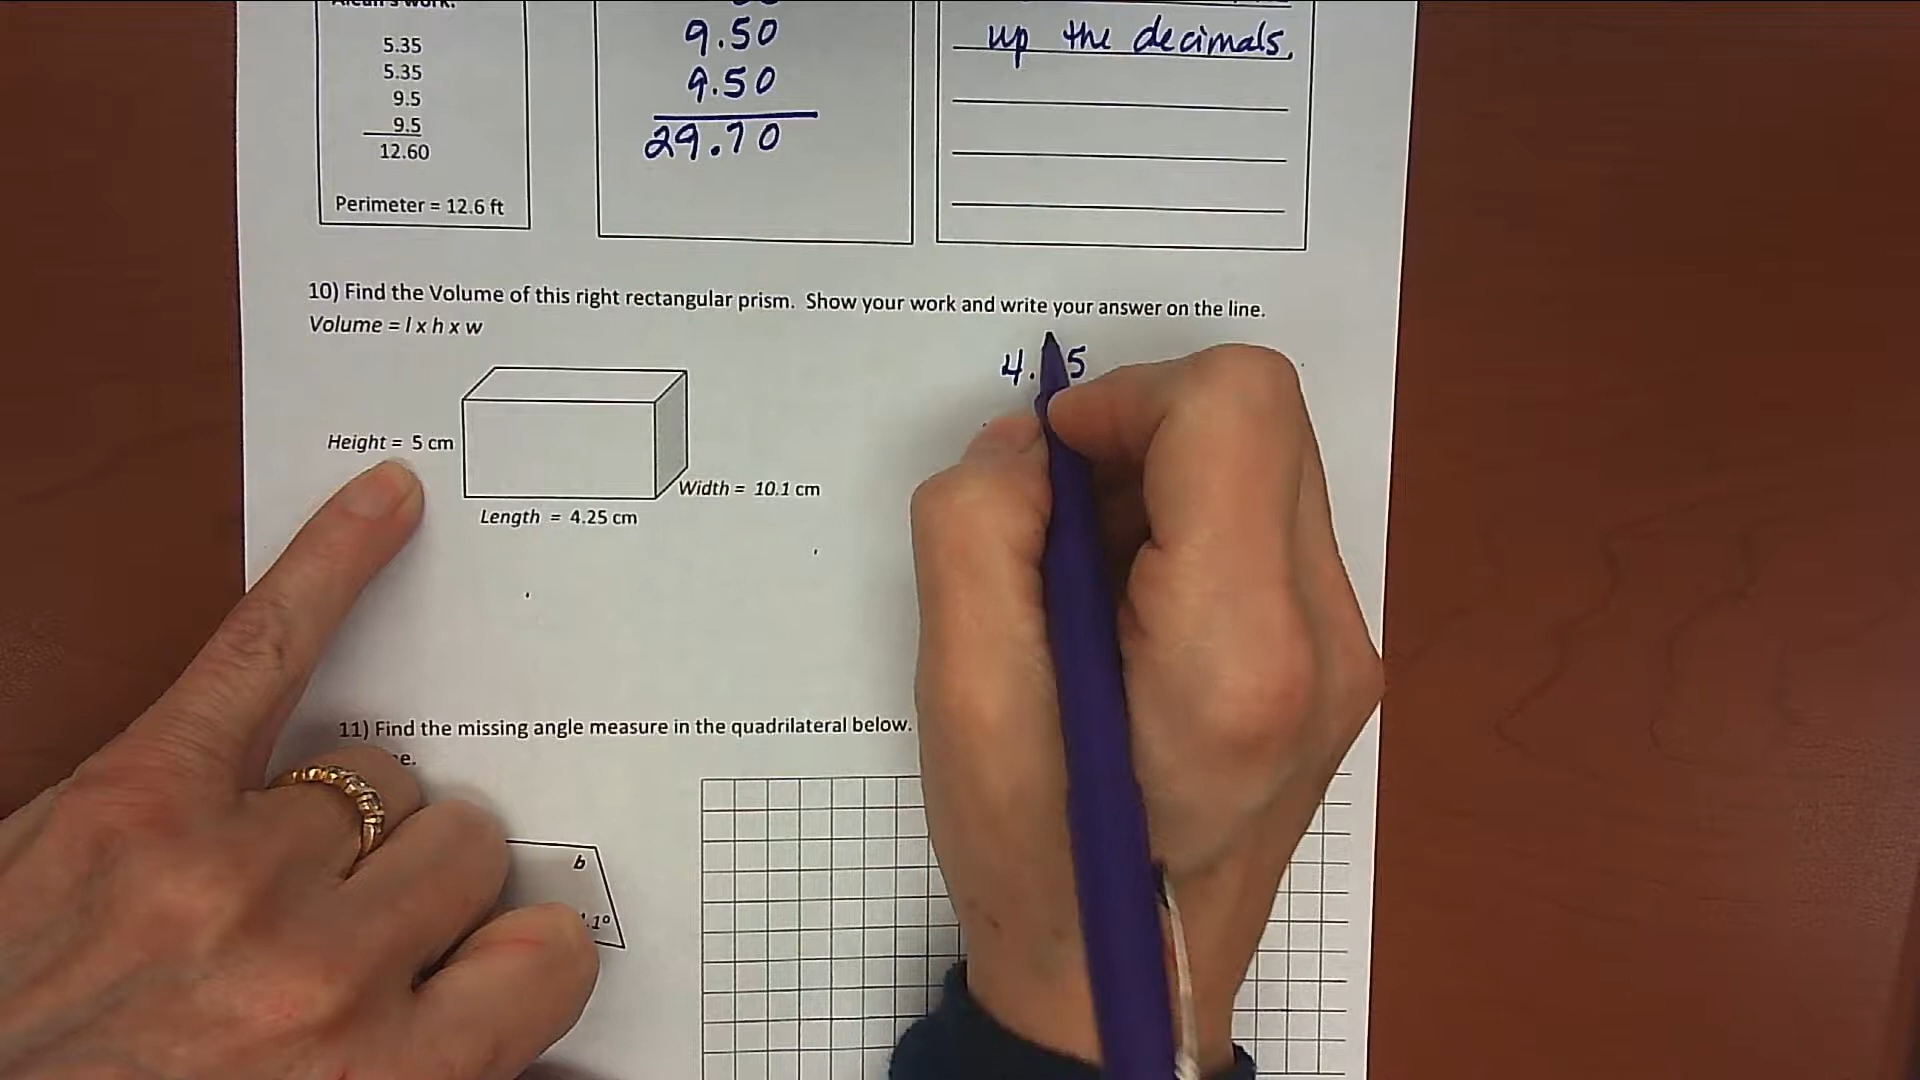 5.35
5.35
9.5
9.5
12.60
Perimeter = 12.6 ft
9.50
9.50
29.70
up the decimals.
10) Find the Volume of this right rectangular prism. Show your work and write your answer on the line.
Volume = l x h x w
4. 5
Height = 5 cm
Width = 10.1 cm
Length = 4.25 cm
11) Find the missing angle measure in the quadrilateral below.
e.
b
.1°